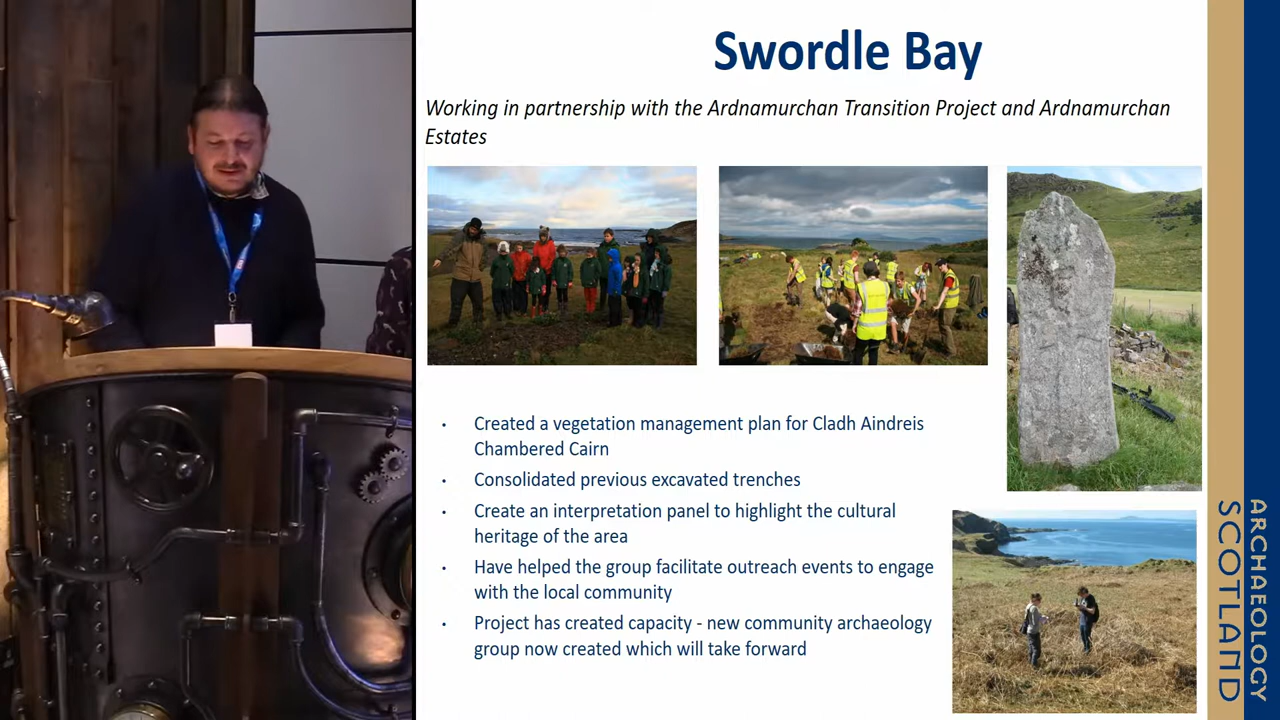 Swordle Bay
Working in partnership with the Ardnamurchan Transition Project and Ardnamurchan
Estates
• Created a vegetation management plan for Cladh Aindreis
Chambered Cairn
• Consolidated previous excavated trenches
• Create an interpretation panel to highlight the cultural
heritage of the area
• Have helped the group facilitate outreach events to engage
with the local community
• Project has created capacity - new community archaeology
group now created which will take forward
ARCHAEOLOGY
SCOTLAND